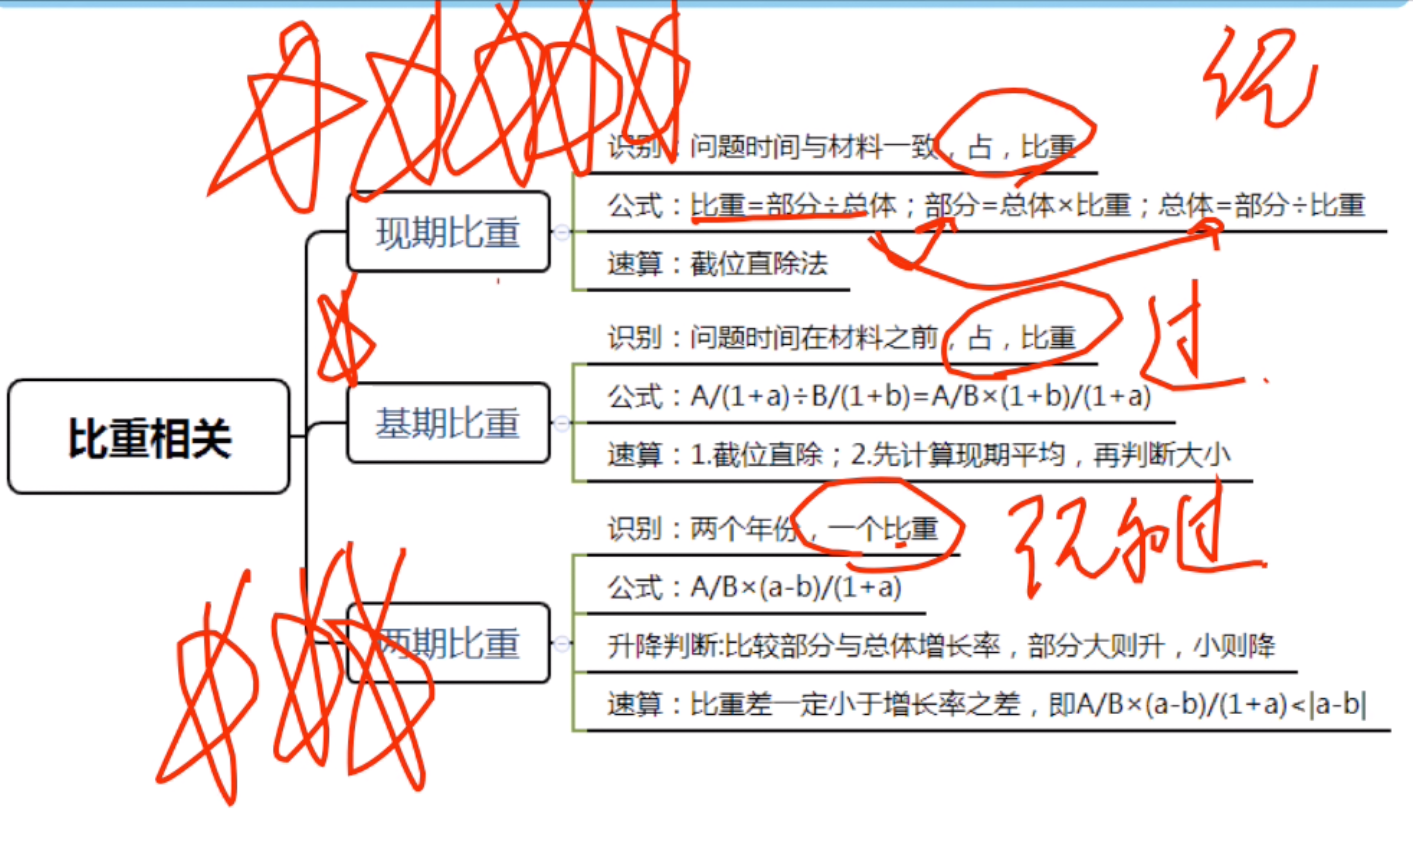 现
识别：问题时间与材料一致，占，比重
公式：比重=部分÷总体；部分=总体×比重；总体=部分÷比重
现期比重
速算：截位直除法
识别：问题时间在材料之前，占，比重
过
公式：A/(1+a)÷B/(1+b)=A/B×(1+b)/(1+a)
基期比重
比重相关
速算：1.截位直除；2.先计算现期平均，再判断大小
识别：两个年份，一个比重
现和过
公式：A/B×(a-b)/(1+a)
两期比重
升降判断:比较部分与总体增长率，部分大则升，小则降
速算：比重差一定小于增长率之差，即A/B×(a-b)/(1+a)<|a-b|